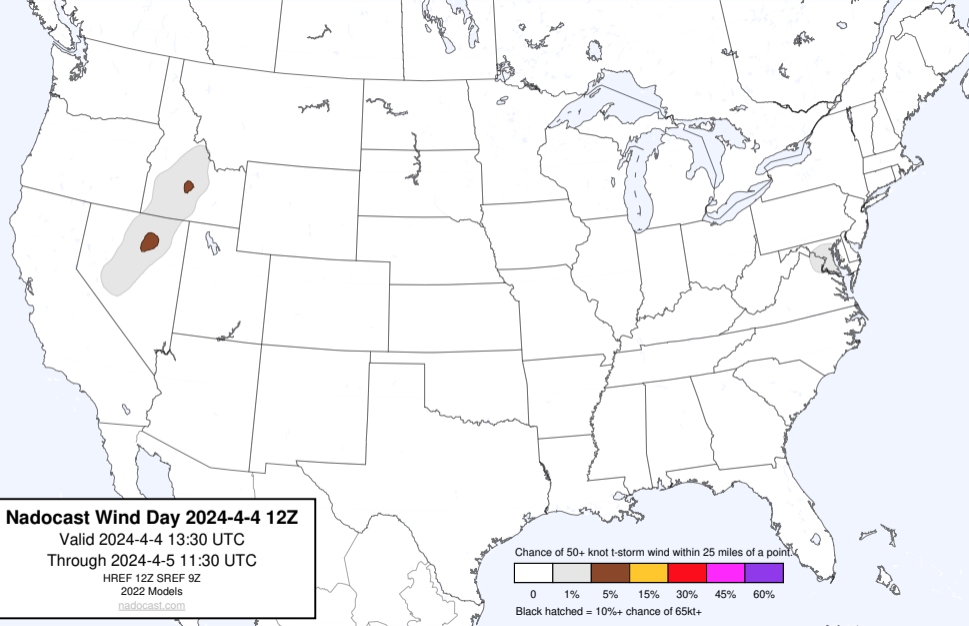 Nadocast Wind Day 2024-4-4 12Z
Valid 2024-4-4 13:30 UTC
Through 2024-4-5 11:30 UTC
HREF 12Z SREF 9Z
2022 Models
nadocast.com
Chance of 50+ knot t-storm wind within 25 miles of a point.
0 1% 5% 15% 30% 45% 60%
Black hatched = 10%+ chance of 65kt+